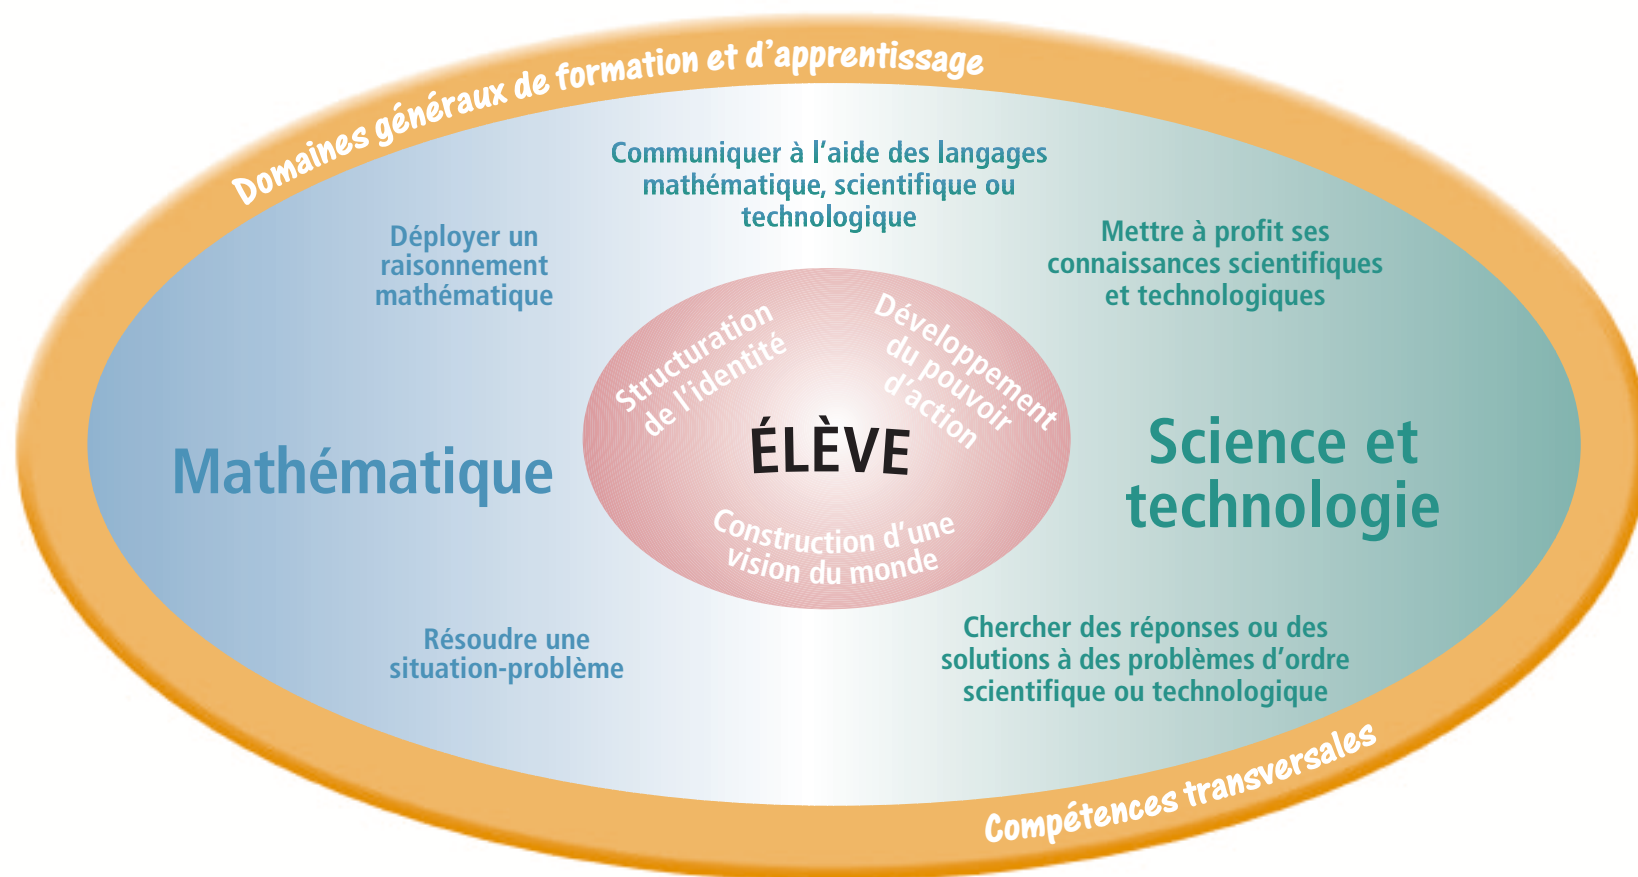 Domaines généraux de formation et d'apprentissage
Communiquer à l'aide des langages
mathématique, scientifique ou
technologique
Déployer un
raisonnement
mathématique
Mettre à profit ses
connaissances scientifiques
et technologiques
Structuration
de l'identité
Développement
du pouvoir
d'action
ÉLÈVE
Mathématique
Science et
technologie
Construction d'une
vision du monde
Résoudre une
situation-problème
Chercher des réponses ou des
solutions à des problèmes d'ordre
scientifique ou technologique
Compétences transversales